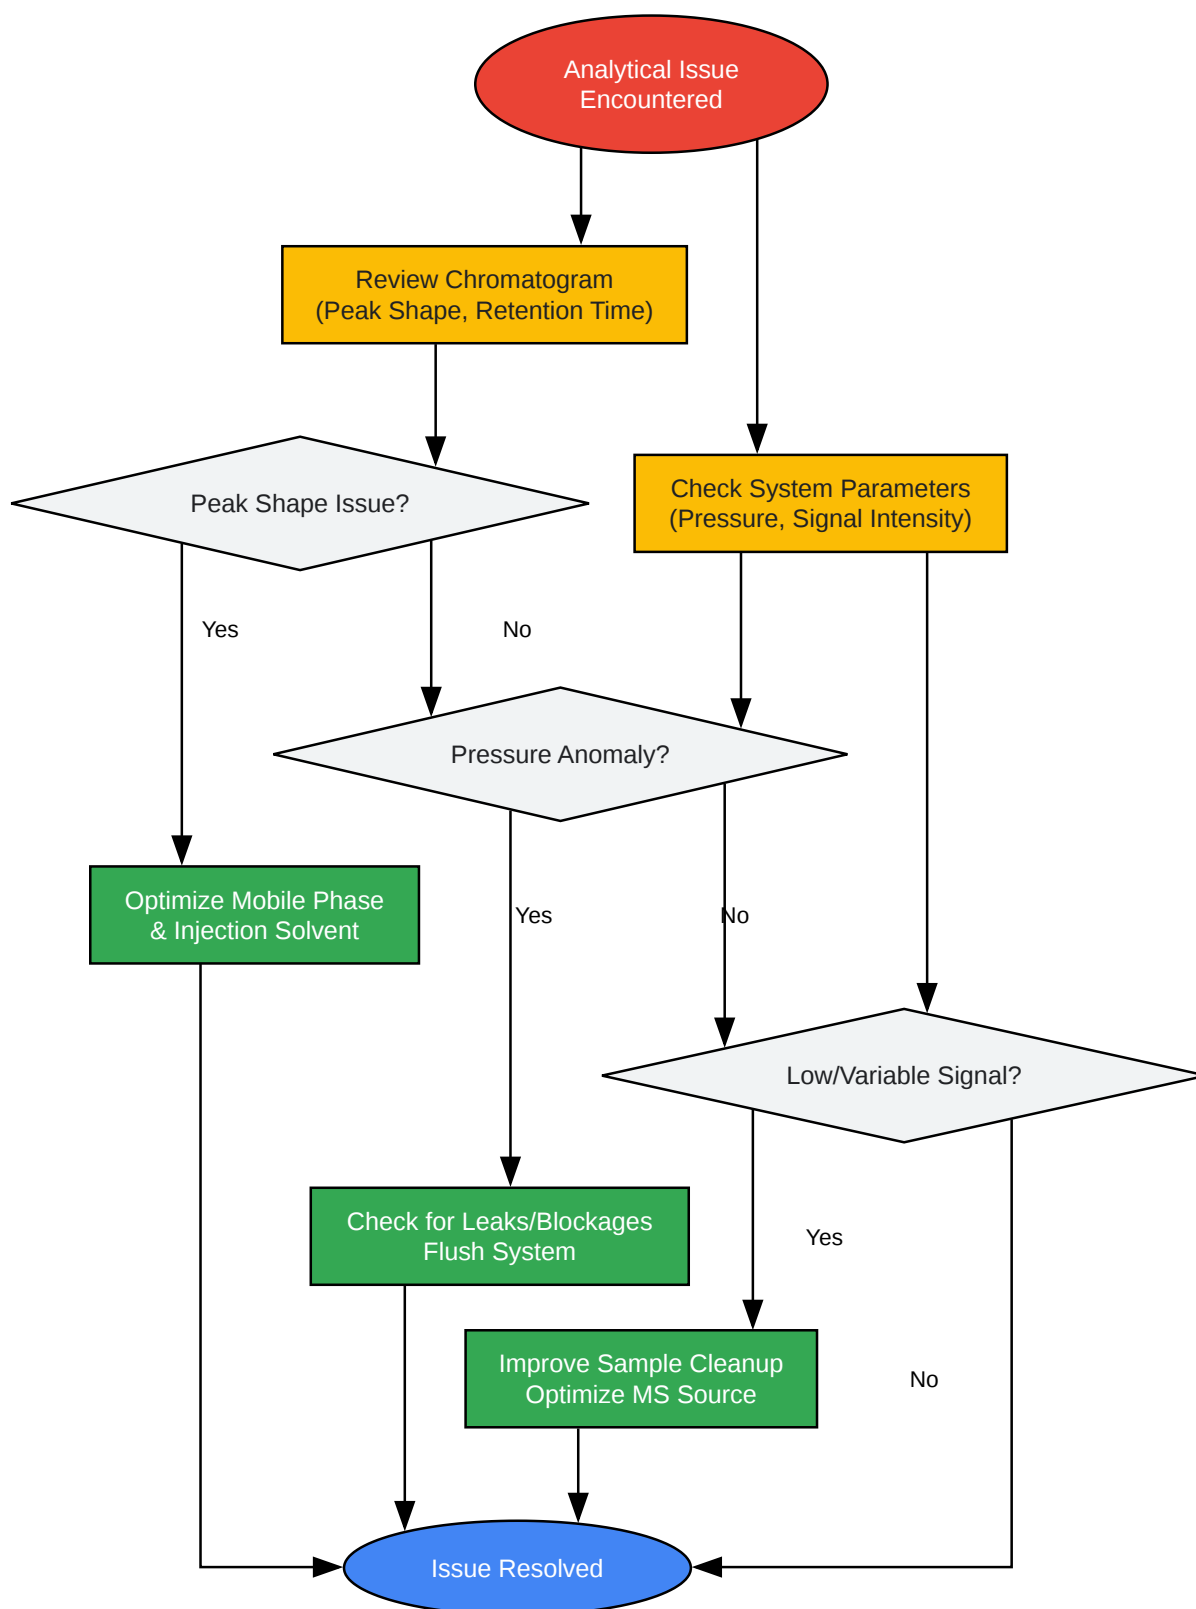 Analytical Issue
Encountered
Review Chromatogram
(Peak Shape, Retention Time)
Peak Shape Issue?
Check System Parameters
(Pressure, Signal Intensity)
Yes
No
Pressure Anomaly?
Optimize Mobile Phase
& Injection Solvent
Yes
No
Low/Variable Signal?
Check for Leaks/Blockages
Flush System
Yes
Improve Sample Cleanup
Optimize MS Source
No
Issue Resolved